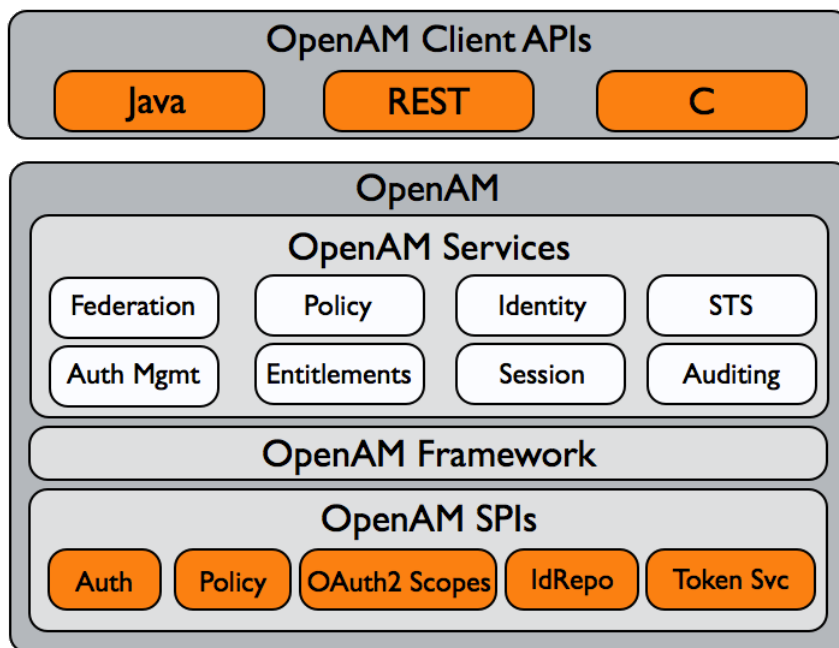 OpenAM Client APIs
Java REST C
OpenAM
OpenAM Services
Federation Policy Identity STS
Auth Mgmt Entitlements Session Auditing
OpenAM Framework
OpenAM SPIs
Auth Policy OAuth2 Scopes IdRepo Token Svc